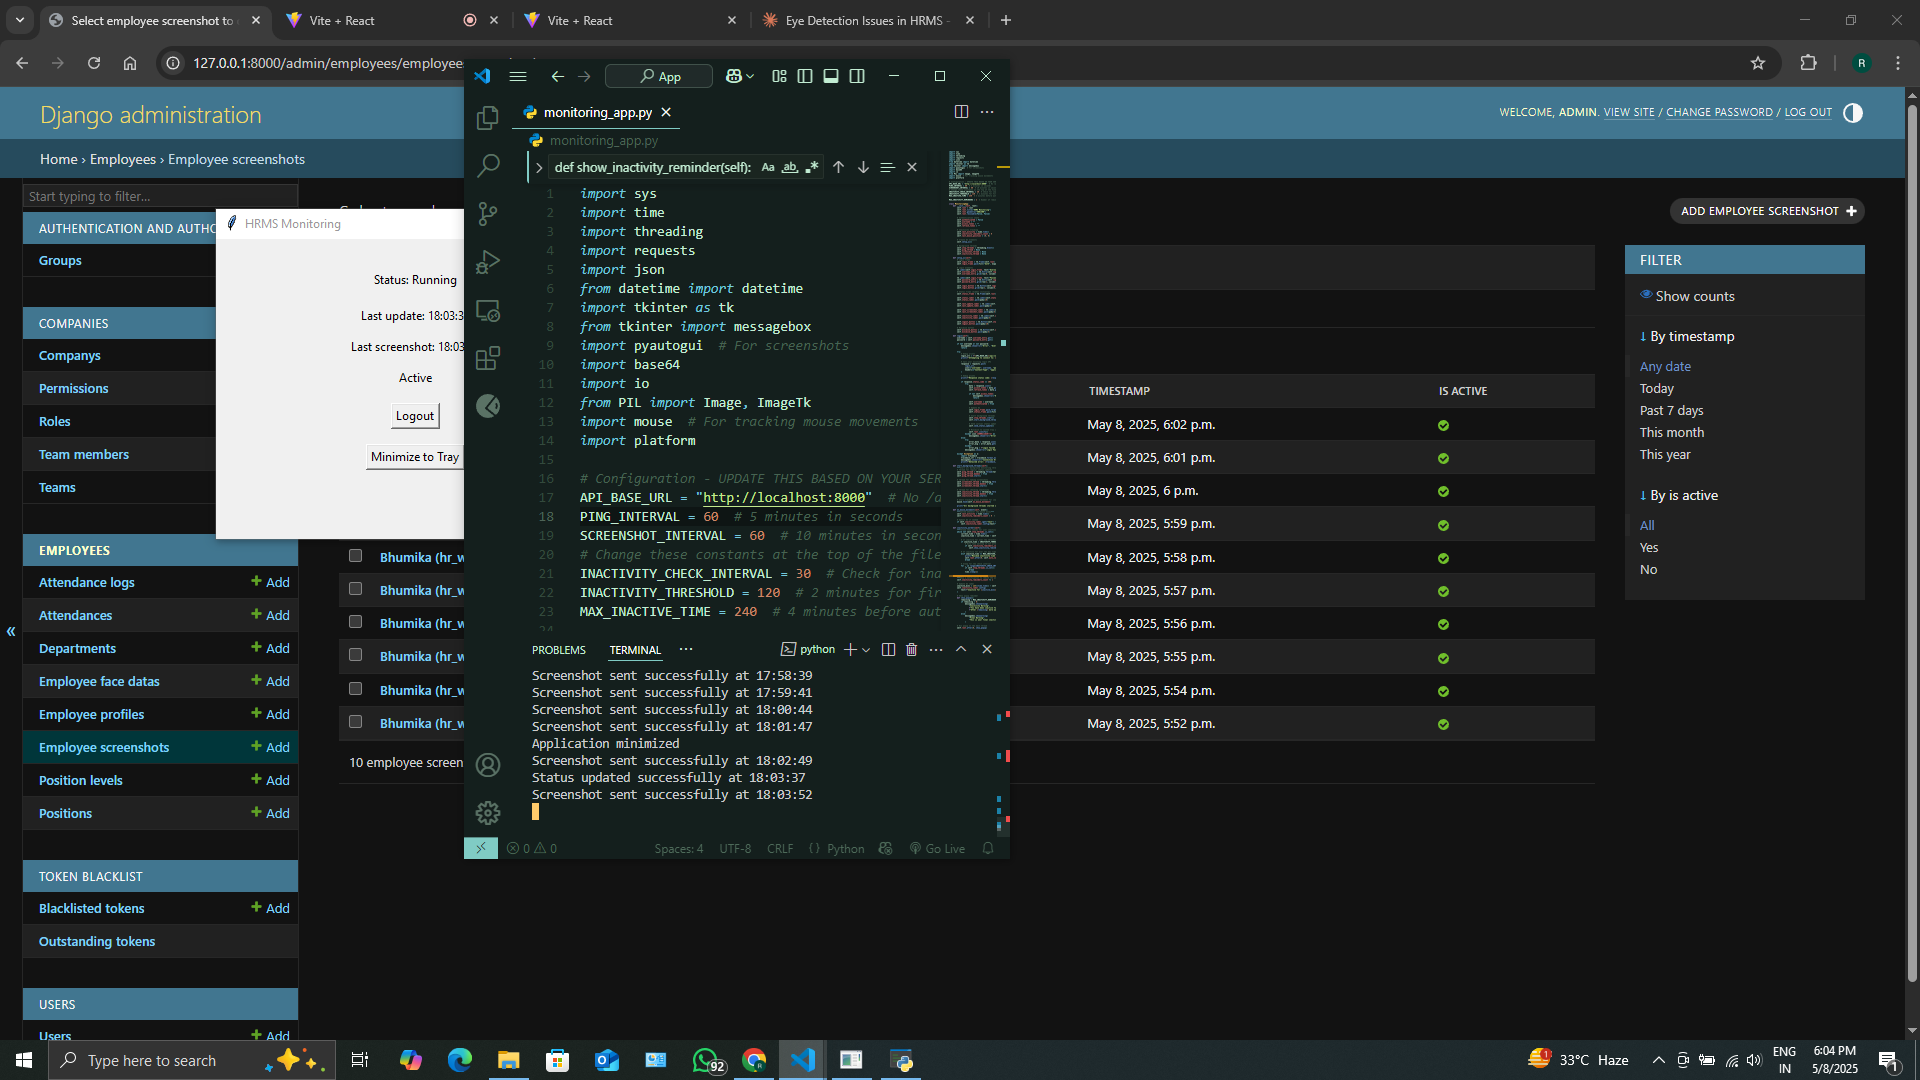 Select employee screenshot to
Vite + React
Vite + React
Eye Detection Issues in HRMS -
127.0.0.1:8000/admin/employees/employee
R
Django administration
WELCOME, ADMIN. VIEW SITE / CHANGE PASSWORD / LOG OUT
Home › Employees › Employee screenshots
Start typing to filter...
AUTHENTICATION AND AUTHO
Groups
COMPANIES
Companys
Permissions
Roles
Team members
Teams
EMPLOYEES
Attendance logs
Add
Attendances
Add
Departments
Add
Employee face datas
Add
Employee profiles
Add
Employee screenshots
Add
Position levels
Add
Positions
Add
TOKEN BLACKLIST
Blacklisted tokens
Add
Outstanding tokens
USERS
Users
Add
HRMS Monitoring
Status: Running
Last update: 18:03:3
Last screenshot: 18:03
Active
Logout
Minimize to Tray
App
monitoring_app.py
monitoring_app.py
def show_inactivity_reminder(self):
Aa
ab
1 import sys
2 import time
3 import threading
4 import requests
5 import json
6 from datetime import datetime
7 import tkinter as tk
8 from tkinter import messagebox
9 import pyautogui  # For screenshots
10 import base64
11 import io
12 from PIL import Image, ImageTk
13 import mouse  # For tracking mouse movements
14 import platform
15
16 # Configuration - UPDATE THIS BASED ON YOUR SER
17 API_BASE_URL = "http://localhost:8000"  # No /a
18 PING_INTERVAL = 60  # 5 minutes in seconds
19 SCREENSHOT_INTERVAL = 60  # 10 minutes in secon
20 # Change these constants at the top of the file
21 INACTIVITY_CHECK_INTERVAL = 30  # Check for ina
22 INACTIVITY_THRESHOLD = 120  # 2 minutes for fir
23 MAX_INACTIVE_TIME = 240  # 4 minutes before aut
24
PROBLEMS
TERMINAL
python
Screenshot sent successfully at 17:58:39
Screenshot sent successfully at 17:59:41
Screenshot sent successfully at 18:00:44
Screenshot sent successfully at 18:01:47
Application minimized
Screenshot sent successfully at 18:02:49
Status updated successfully at 18:03:37
Screenshot sent successfully at 18:03:52
0
0
Spaces: 4
UTF-8
CRLF
{ } Python
Go Live
ADD EMPLOYEE SCREENSHOT
TIMESTAMP
IS ACTIVE
May 8, 2025, 6:02 p.m.
May 8, 2025, 6:01 p.m.
May 8, 2025, 6 p.m.
May 8, 2025, 5:59 p.m.
Bhumika (hr_w
May 8, 2025, 5:58 p.m.
Bhumika (hr_w
May 8, 2025, 5:57 p.m.
Bhumika (hr_w
May 8, 2025, 5:56 p.m.
Bhumika (hr_w
May 8, 2025, 5:55 p.m.
Bhumika (hr_w
May 8, 2025, 5:54 p.m.
Bhumika (hr_w
May 8, 2025, 5:52 p.m.
10 employee screen
FILTER
Show counts
↓ By timestamp
Any date
Today
Past 7 days
This month
This year
↓ By is active
All
Yes
No
Type here to search
92
1
33°C Haze
ENG
IN
6:04 PM
5/8/2025
1